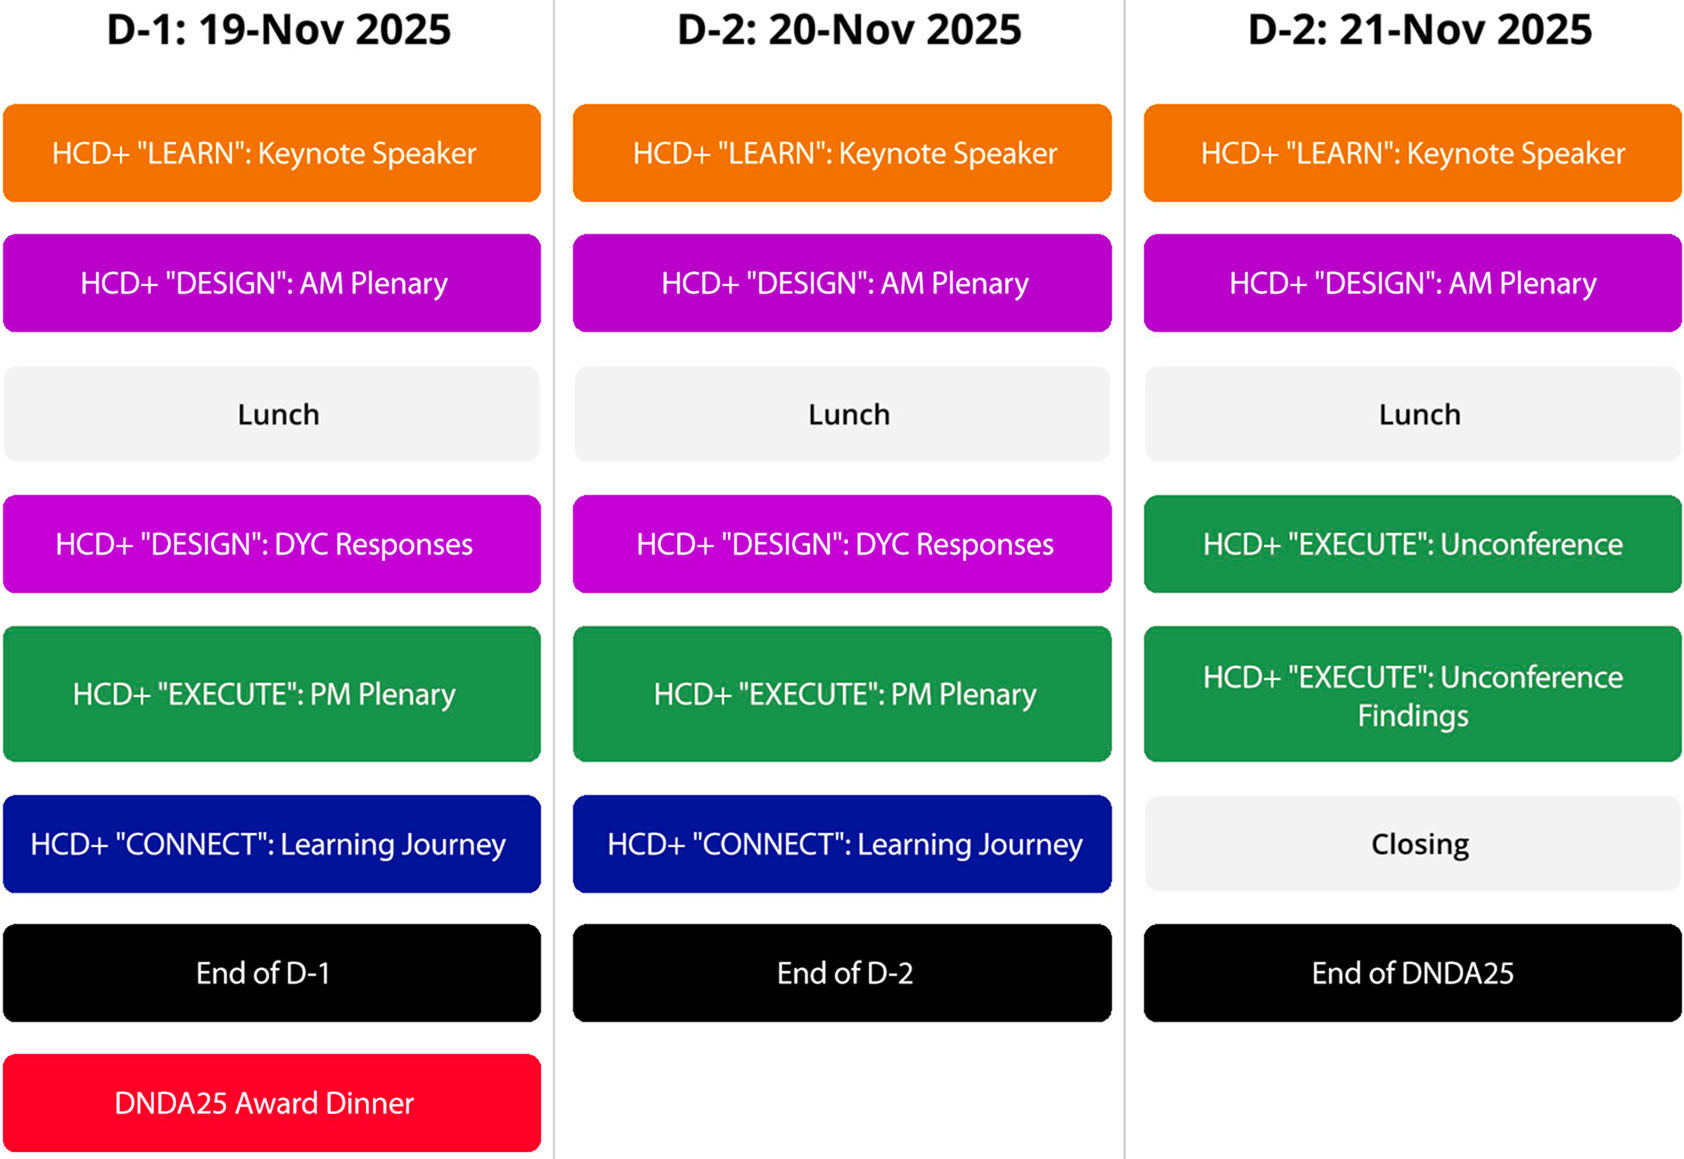 D-1: 19-Nov 2025
HCD+ "LEARN": Keynote Speaker
HCD+ "DESIGN": AM Plenary
Lunch
HCD+ "DESIGN": DYC Responses
HCD+ "EXECUTE": PM Plenary
HCD+ "CONNECT": Learning Journey
End of D-1
DNDA25 Award Dinner
D-2: 20-Nov 2025
HCD+ "LEARN": Keynote Speaker
HCD+ "DESIGN": AM Plenary
Lunch
HCD+ "DESIGN": DYC Responses
HCD+ "EXECUTE": PM Plenary
HCD+ "CONNECT": Learning Journey
End of D-2
D-2: 21-Nov 2025
HCD+ "LEARN": Keynote Speaker
HCD+ "DESIGN": AM Plenary
Lunch
HCD+ "EXECUTE": Unconference
HCD+ "EXECUTE": Unconference
Findings
Closing
End of DNDA25